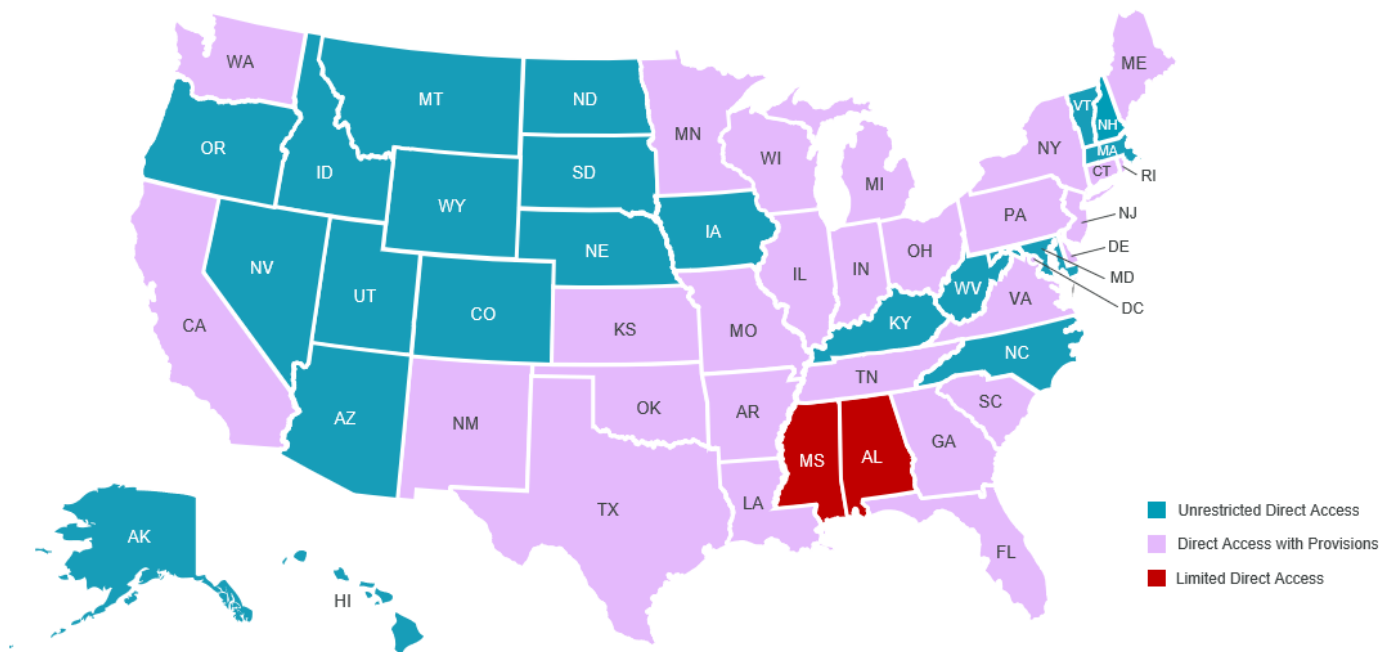 WA
MT
ND
MN
ME
VT
NH
OR
ID
SD
WI
NY
MA
MI
CT
RI
WY
PA
NJ
IA
NE
OH
DE
NV
UT
IL
IN
MD
CO
WV
VA
DC
CA
KS
MO
KY
NC
TN
AZ
NM
OK
AR
SC
MS
AL
GA
TX
LA
Unrestricted Direct Access
AK
Direct Access with Provisions
FL
Limited Direct Access
HI